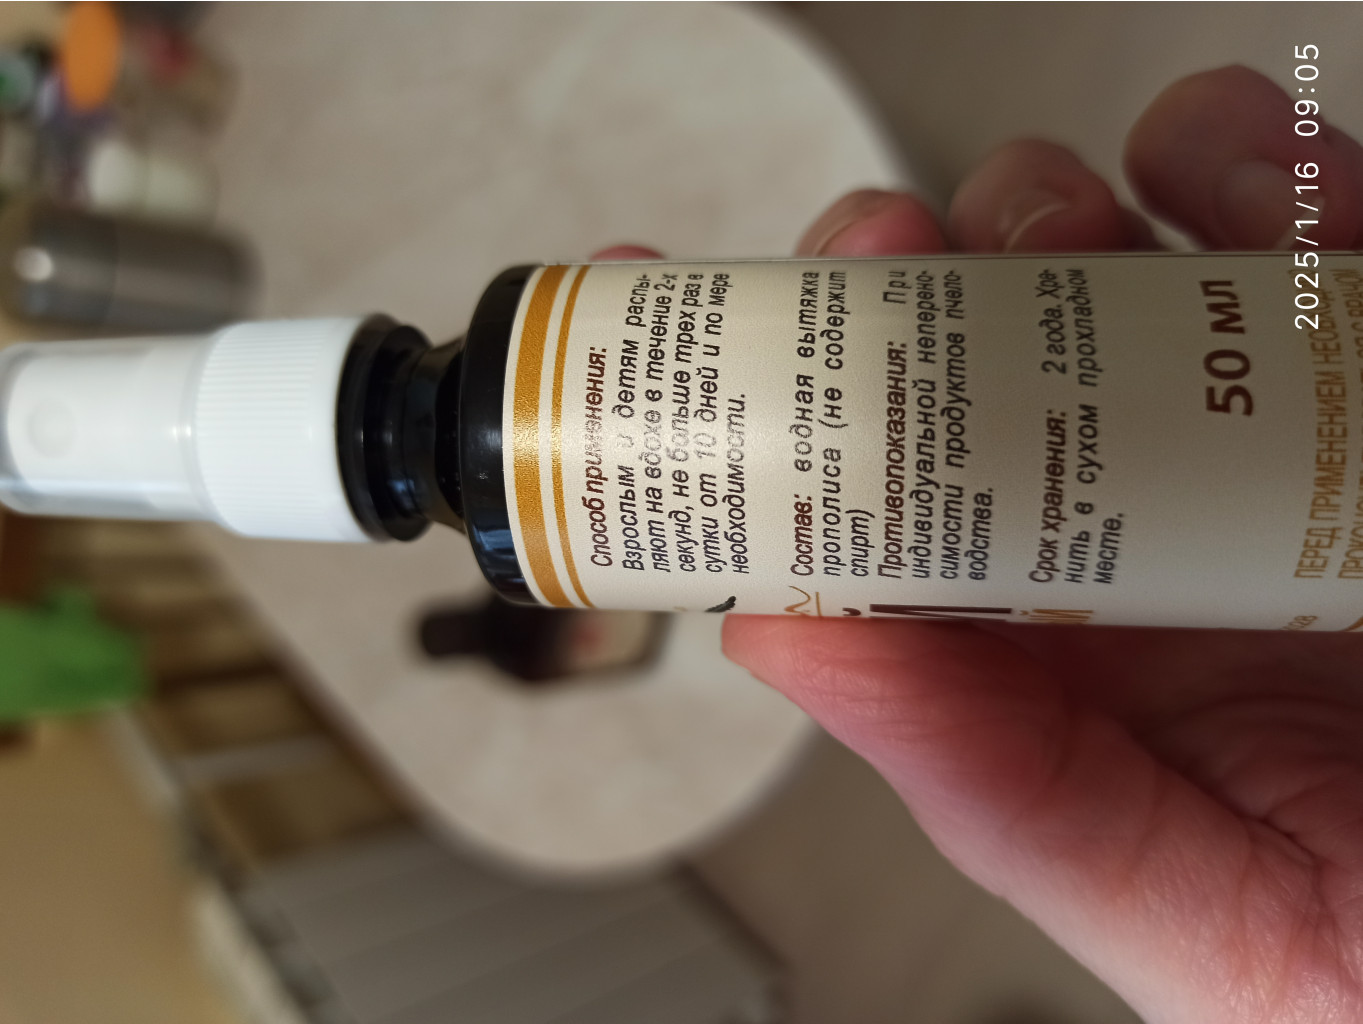 Способ применения:
Взрослым и детям распы-
ляют на вдохе в течение 2-х
секунд, не больше трех раз в
сутки от 10 дней и по мере
необходимости.
Состав: водная вытяжка
прополиса (не содержит
спирт)
Противопоказания: При
индивидуальной неперено-
симости продуктов пчело-
водства.
Срок хранения: 2 года. Хра-
нить в сухом прохладном
месте.
50 мл
ПЕРЕД ПРИМЕНЕНИЕМ
2025/1/16 09:05